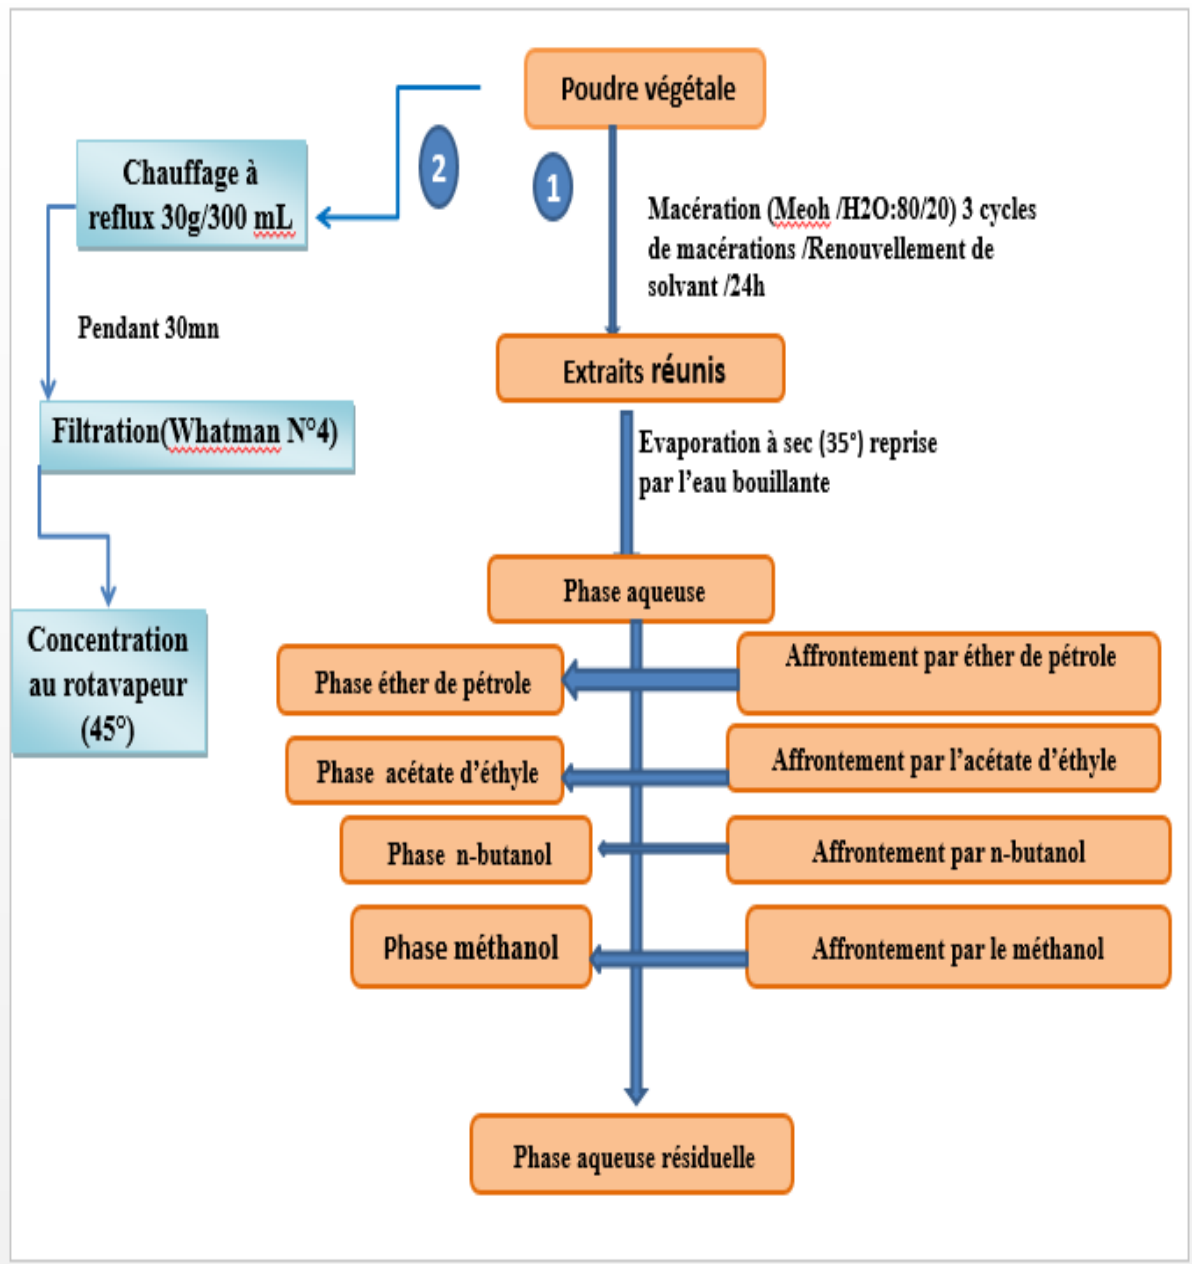 Poudre végétale
2
1
Chauffage à
reflux 30g/300 mL
Macération (Meoh /H2O:80/20) 3 cycles
de macérations /Renouvellement de
solvant /24h
Pendant 30mn
Extraits réunis
Filtration(Whatman N°4)
Evaporation à sec (35°) reprise
par l'eau bouillante
Phase aqueuse
Concentration
au rotavapeur
(45°)
Affrontement par éther de pétrole
Phase éther de pétrole
Affrontement par l'acétate d'éthyle
Phase acétate d'éthyle
Affrontement par n-butanol
Phase n-butanol
Affrontement par le méthanol
Phase méthanol
Phase aqueuse résiduelle